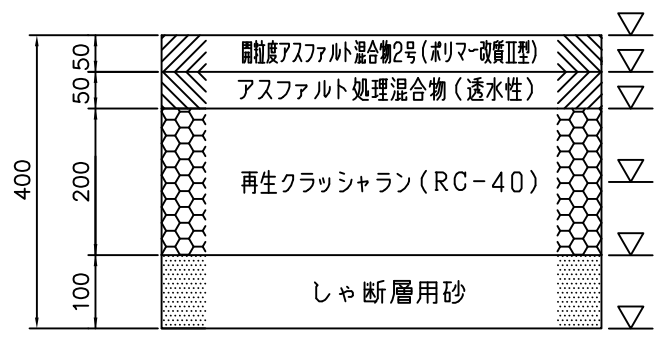 開粒度アスファルト混合物2号(ポリマー改質II型)
アスファルト処理混合物(透水性)
再生クラッシャラン(RC-40)
しゃ断層用砂
50
50
200
100
400